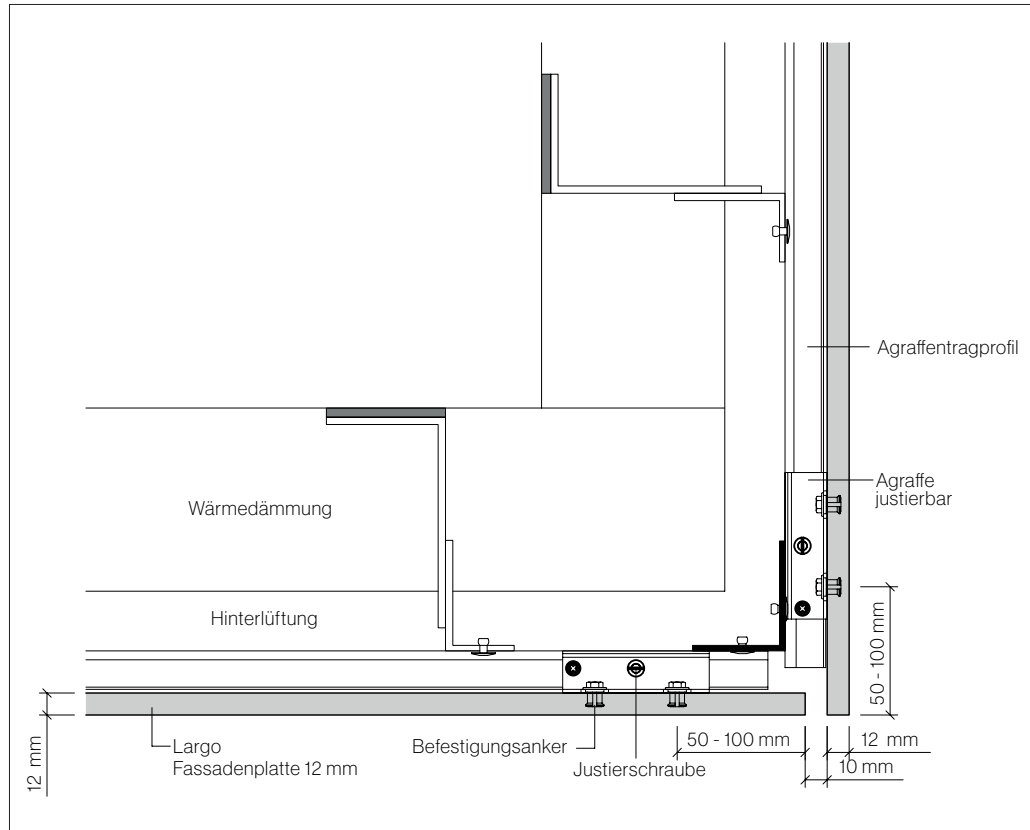 Agraffentragprofil
Agraffe
justierbar
Wärmedämmung
Hinterlüftung
50 - 100 mm
12 mm
Largo
Fassadenplatte 12 mm
Befestigungsanker
Justierschraube
50 - 100 mm
12 mm
10 mm